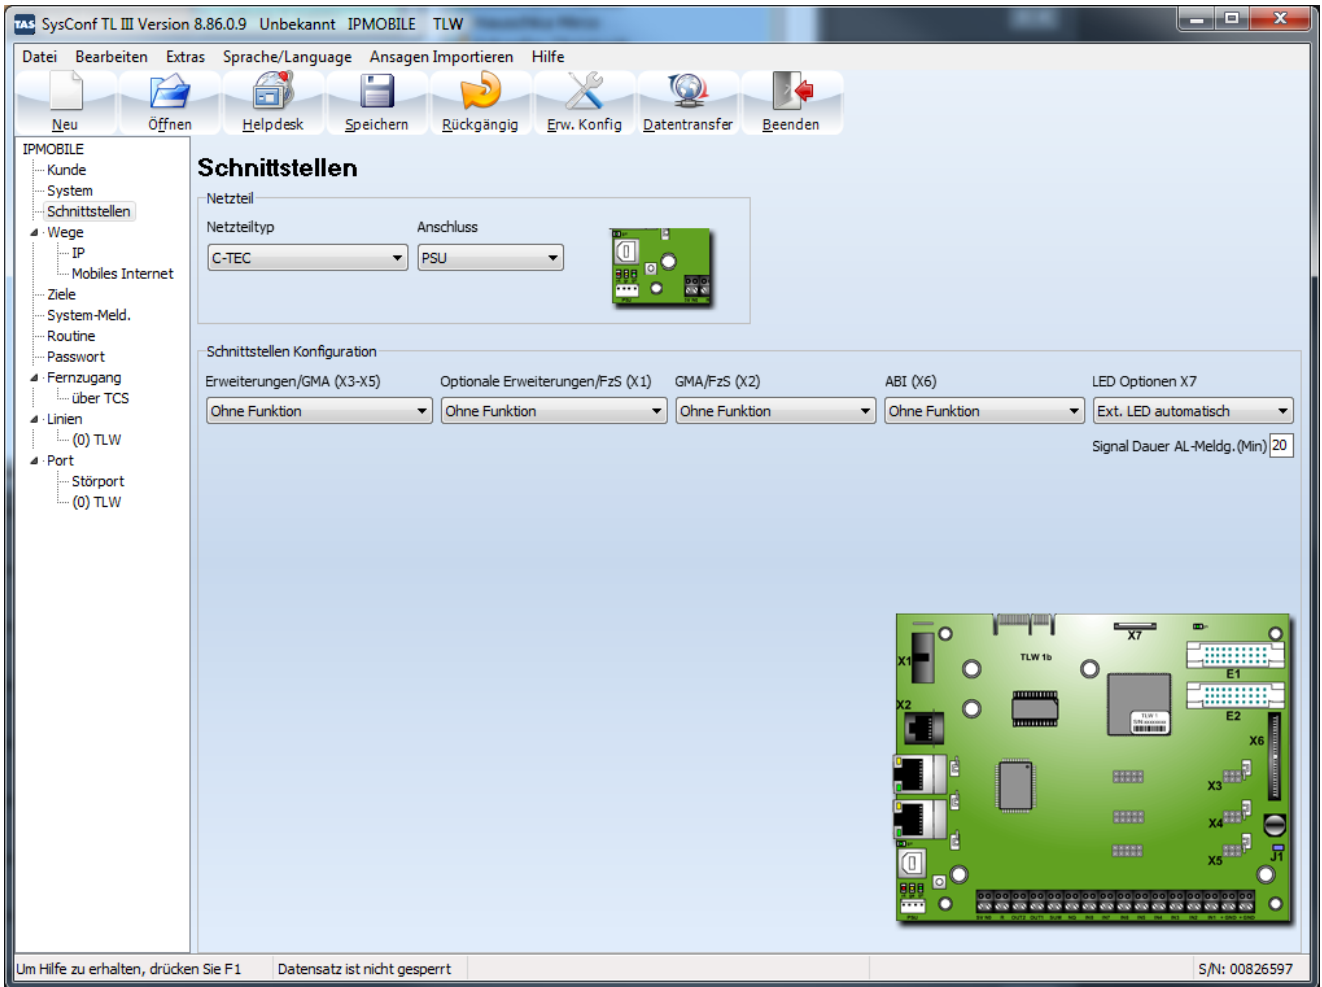 TAS SysConf TL III Version 8.86.0.9 Unbekannt IPMOBILE TLW
Datei Bearbeiten Extras Sprache/Language Ansagen Importieren Hilfe
Neu Öffnen Helpdesk Speichern Rückgängig Erw. Konfig Datentransfer Beenden
IPMOBILE
Kunde
System
Schnittstellen
Wege
IP
Mobiles Internet
Ziele
System-Meld.
Routine
Passwort
Fernzugang
über TCS
Linien
(0) TLW
Port
Störport
(0) TLW
Schnittstellen
Netzteil
Netzteiltyp Anschluss
C-TEC PSU
PSU
Schnittstellen Konfiguration
Erweiterungen/GMA (X3-X5) Optionale Erweiterungen/FzS (X1) GMA/FzS (X2) ABI (X6) LED Optionen X7
Ohne Funktion Ohne Funktion Ohne Funktion Ohne Funktion Ext. LED automatisch
Signal Dauer AL-Meldg.(Min) 20
X7
X1
TLW 1b
E1
X2
TLW 1
E2
X6
X3
X4
X5
J1
PSU
Um Hilfe zu erhalten, drücken Sie F1 Datensatz ist nicht gesperrt S/N: 00826597